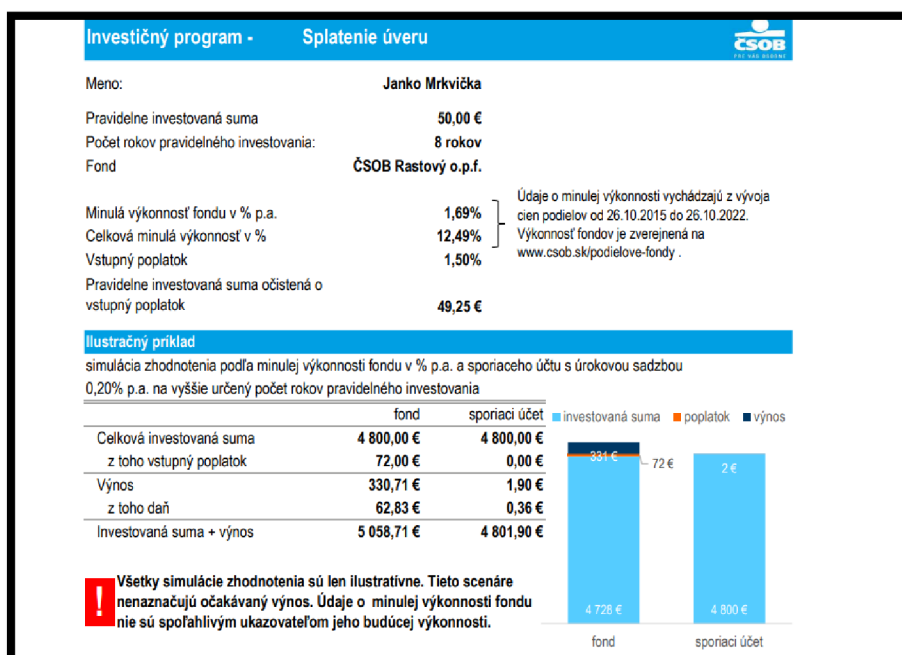 Investičný program - Splatenie úveru
ČSOB
Meno: Janko Mrkvička
Pravidelne investovaná suma 50,00 €
Počet rokov pravidelného investovania: 8 rokov
Fond ČSOB Rastový o.p.f.
Minulá výkonnosť fondu v % p.a. 1,69%
Celková minulá výkonnosť v % 12,49%
Vstupný poplatok 1,50%
Pravidelne investovaná suma očistená o
vstupný poplatok 49,25 €
Údaje o minulej výkonnosti vychádzajú z vývoja
cien podielov od 26.10.2015 do 26.10.2022.
Výkonnosť fondov je zverejnená na
www.csob.sk/podielove-fondy .
Ilustračný príklad
simulácia zhodnotenia podľa minulej výkonnosti fondu v % p.a. a sporiaceho účtu s úrokovou sadzbou
0,20% p.a. na vyššie určený počet rokov pravidelného investovania
fond sporiaci účet
Celková investovaná suma 4 800,00 € 4 800,00 €
z toho vstupný poplatok 72,00 € 0,00 €
Výnos 330,71 € 1,90 €
z toho daň 62,83 € 0,36 €
Investovaná suma + výnos 5 058,71 € 4 801,90 €
investovaná suma poplatok výnos
331 € 72 € 2 €
4 728 € 4 800 €
fond sporiaci účet
! Všetky simulácie zhodnotenia sú len ilustratívne. Tieto scenáre
nenaznačujú očakávaný výnos. Údaje o minulej výkonnosti fondu
nie sú spoľahlivým ukazovateľom jeho budúcej výkonnosti.